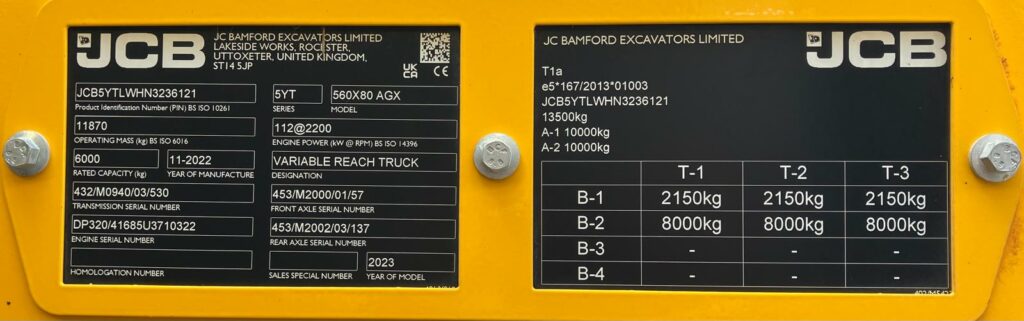 JCB
JC BAMFORD EXCAVATORS LIMITED
LAKESIDE WORKS, ROCESTER,
UTTOXETER, UNITED KINGDOM,
ST14 5JP
UK
CA
CE
JCB5YTLWHN3236121
Product Identification Number (PIN) BS ISO 10261
5YT
SERIES
560X80 AGX
MODEL
11870
OPERATING MASS (kg) BS ISO 6016
112@2200
ENGINE POWER (kW @ RPM) BS ISO 14396
6000
RATED CAPACITY (kg)
11-2022
YEAR OF MANUFACTURE
VARIABLE REACH TRUCK
DESIGNATION
432/M0940/03/530
TRANSMISSION SERIAL NUMBER
453/M2000/01/57
FRONT AXLE SERIAL NUMBER
DP320/41685U3710322
ENGINE SERIAL NUMBER
453/M2002/03/137
REAR AXLE SERIAL NUMBER
HOMOLOGATION NUMBER
SALES SPECIAL NUMBER
2023
YEAR OF MODEL
JC BAMFORD EXCAVATORS LIMITED
JCB
T1a
e5*167/2013*01003
JCB5YTLWHN3236121
13500kg
A-1 10000kg
A-2 10000kg
T-1 T-2 T-3
B-1 2150kg 2150kg 2150kg
B-2 8000kg 8000kg 8000kg
B-3 - - -
B-4 - - -